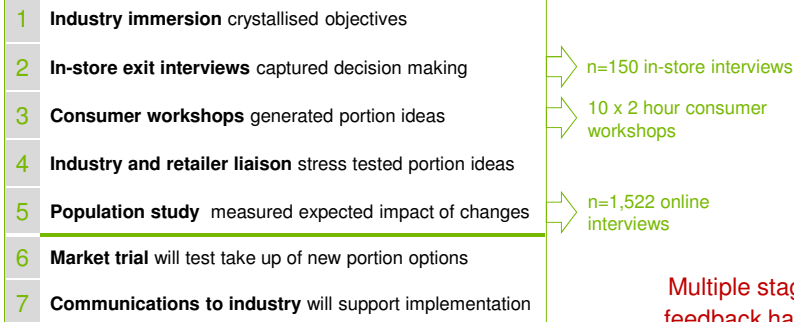 1 Industry immersion crystallised objectives
2 In-store exit interviews captured decision making
n=150 in-store interviews
3 Consumer workshops generated portion ideas
10 x 2 hour consumer
workshops
4 Industry and retailer liaison stress tested portion ideas
5 Population study measured expected impact of changes
n=1,522 online
interviews
6 Market trial will test take up of new portion options
7 Communications to industry will support implementation
Multiple stag
feedback ha